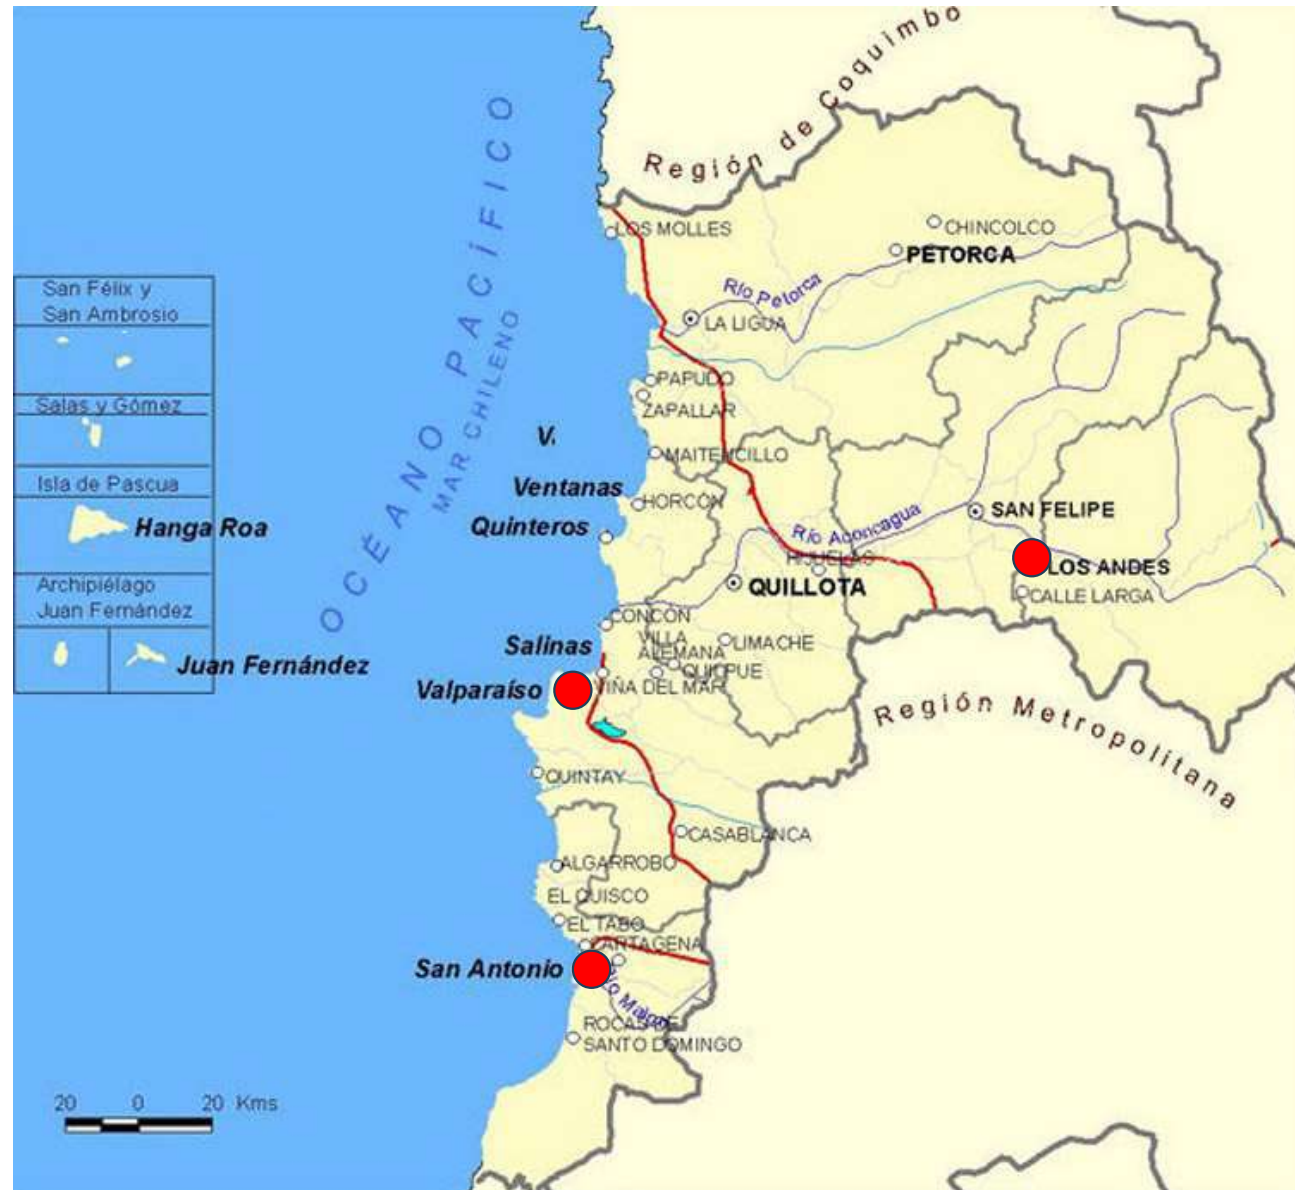 Región de Coquimbo
OCÉANO PACÍFICO
MAR CHILENO
LOS MOLLES
CHINCOLCO
PETORCA
Río Petorca
LA LIGUA
San Félix y
San Ambrosio
PAPUDO
ZAPALLAR
Salas y Gómez
V.
MAITENCILLO
Isla de Pascua
Ventanas
HORCÓN
Hanga Roa
Quinteros
Río Aconcagua
SAN FELIPE
HIJUELAS
LOS ANDES
QUILLOTA
CALLE LARGA
Archipiélago
Juan Fernández
CONCÓN
Salinas
VILLA
ALEMANA
LIMACHE
QUILPUE
Juan Fernández
Valparaíso
VIÑA DEL MAR
Región Metropolitana
QUINTAY
CASABLANCA
ALGARROBO
EL QUISCO
EL TABO
CARTAGENA
San Antonio
Río Maipo
ROCAS DE
SANTO DOMINGO
20 0 20 Kms